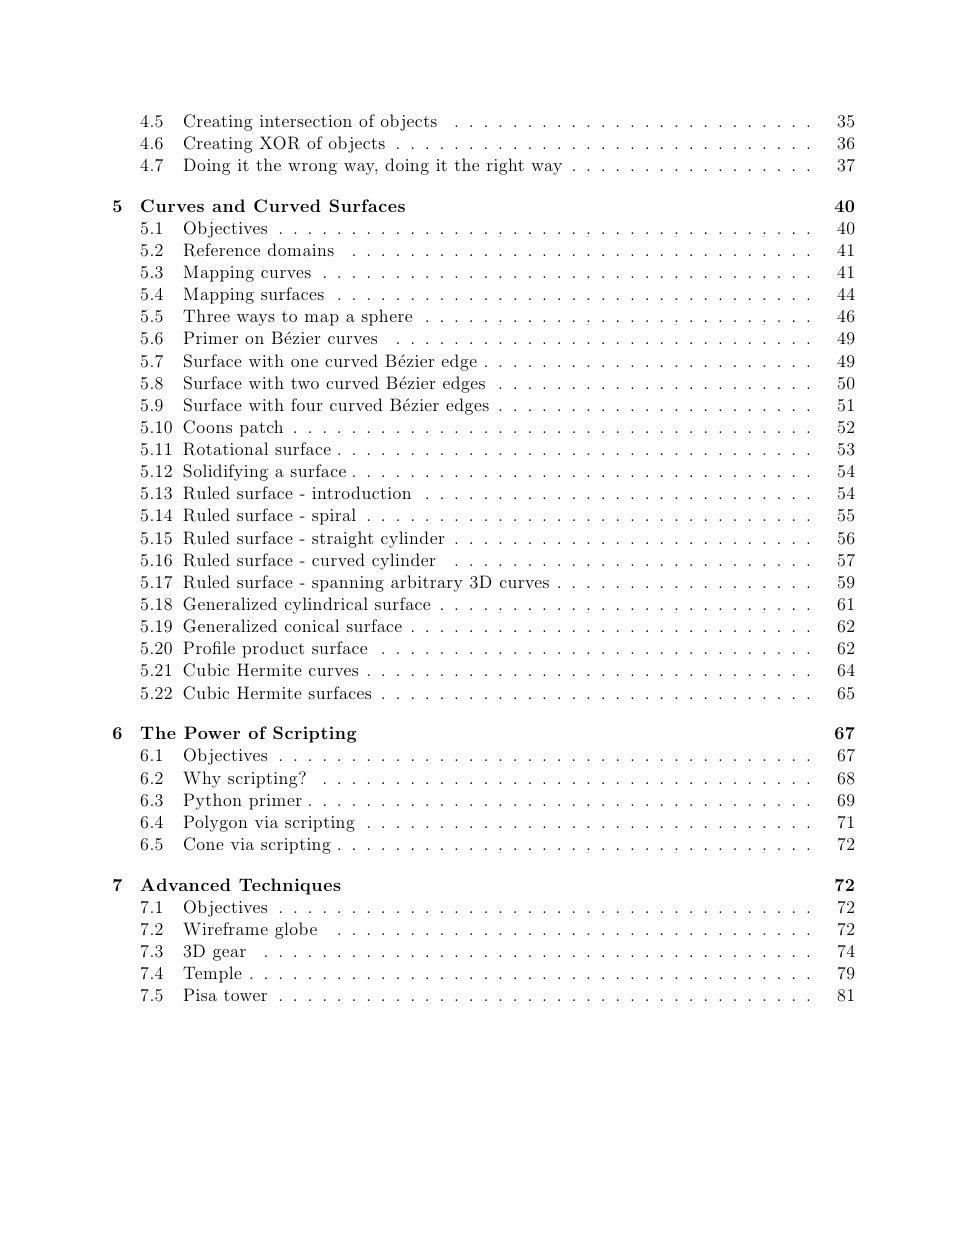 4.5 Creating intersection of objects . . . . . . . . . . . . . . . . . . . . . . . . . 35
4.6 Creating XOR of objects . . . . . . . . . . . . . . . . . . . . . . . . . . . . . 36
4.7 Doing it the wrong way, doing it the right way . . . . . . . . . . . . . . . . . 37
5 Curves and Curved Surfaces 40
5.1 Objectives . . . . . . . . . . . . . . . . . . . . . . . . . . . . . . . . . . . . . 40
5.2 Reference domains . . . . . . . . . . . . . . . . . . . . . . . . . . . . . . . . 41
5.3 Mapping curves . . . . . . . . . . . . . . . . . . . . . . . . . . . . . . . . . . 41
5.4 Mapping surfaces . . . . . . . . . . . . . . . . . . . . . . . . . . . . . . . . . 44
5.5 Three ways to map a sphere . . . . . . . . . . . . . . . . . . . . . . . . . . . 46
5.6 Primer on Bézier curves . . . . . . . . . . . . . . . . . . . . . . . . . . . . . 49
5.7 Surface with one curved Bézier edge . . . . . . . . . . . . . . . . . . . . . . . 49
5.8 Surface with two curved Bézier edges . . . . . . . . . . . . . . . . . . . . . . 50
5.9 Surface with four curved Bézier edges . . . . . . . . . . . . . . . . . . . . . . 51
5.10 Coons patch . . . . . . . . . . . . . . . . . . . . . . . . . . . . . . . . . . . . 52
5.11 Rotational surface . . . . . . . . . . . . . . . . . . . . . . . . . . . . . . . . . 53
5.12 Solidifying a surface . . . . . . . . . . . . . . . . . . . . . . . . . . . . . . . . 54
5.13 Ruled surface - introduction . . . . . . . . . . . . . . . . . . . . . . . . . . . 54
5.14 Ruled surface - spiral . . . . . . . . . . . . . . . . . . . . . . . . . . . . . . . 55
5.15 Ruled surface - straight cylinder . . . . . . . . . . . . . . . . . . . . . . . . . 56
5.16 Ruled surface - curved cylinder . . . . . . . . . . . . . . . . . . . . . . . . . 57
5.17 Ruled surface - spanning arbitrary 3D curves . . . . . . . . . . . . . . . . . . 59
5.18 Generalized cylindrical surface . . . . . . . . . . . . . . . . . . . . . . . . . . 61
5.19 Generalized conical surface . . . . . . . . . . . . . . . . . . . . . . . . . . . . 62
5.20 Profile product surface . . . . . . . . . . . . . . . . . . . . . . . . . . . . . . 62
5.21 Cubic Hermite curves . . . . . . . . . . . . . . . . . . . . . . . . . . . . . . . 64
5.22 Cubic Hermite surfaces . . . . . . . . . . . . . . . . . . . . . . . . . . . . . . 65
6 The Power of Scripting 67
6.1 Objectives . . . . . . . . . . . . . . . . . . . . . . . . . . . . . . . . . . . . . 67
6.2 Why scripting? . . . . . . . . . . . . . . . . . . . . . . . . . . . . . . . . . . 68
6.3 Python primer . . . . . . . . . . . . . . . . . . . . . . . . . . . . . . . . . . . 69
6.4 Polygon via scripting . . . . . . . . . . . . . . . . . . . . . . . . . . . . . . . 71
6.5 Cone via scripting . . . . . . . . . . . . . . . . . . . . . . . . . . . . . . . . . 72
7 Advanced Techniques 72
7.1 Objectives . . . . . . . . . . . . . . . . . . . . . . . . . . . . . . . . . . . . . 72
7.2 Wireframe globe . . . . . . . . . . . . . . . . . . . . . . . . . . . . . . . . . 72
7.3 3D gear . . . . . . . . . . . . . . . . . . . . . . . . . . . . . . . . . . . . . . 74
7.4 Temple . . . . . . . . . . . . . . . . . . . . . . . . . . . . . . . . . . . . . . . 79
7.5 Pisa tower . . . . . . . . . . . . . . . . . . . . . . . . . . . . . . . . . . . . . 81